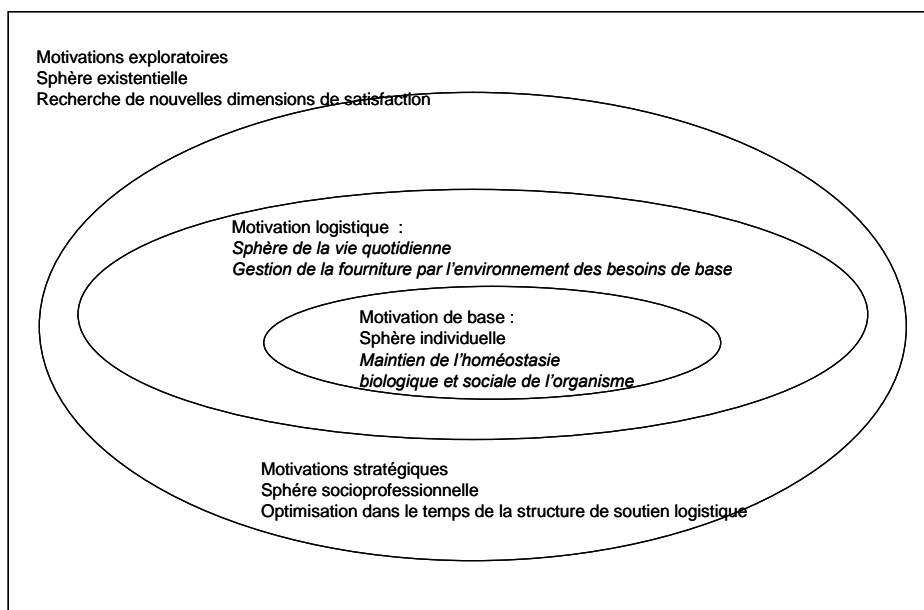 Motivations exploratoires
Sphère existentielle
Recherche de nouvelles dimensions de satisfaction
Motivation logistique :
Sphère de la vie quotidienne
Gestion de la fourniture par l'environnement des besoins de base
Motivation de base :
Sphère individuelle
Maintien de l'homéostasie
biologique et sociale de l'organisme
Motivations stratégiques
Sphére socioprofessionnelle
Optimisation dans le temps de la structure de soutien logistique